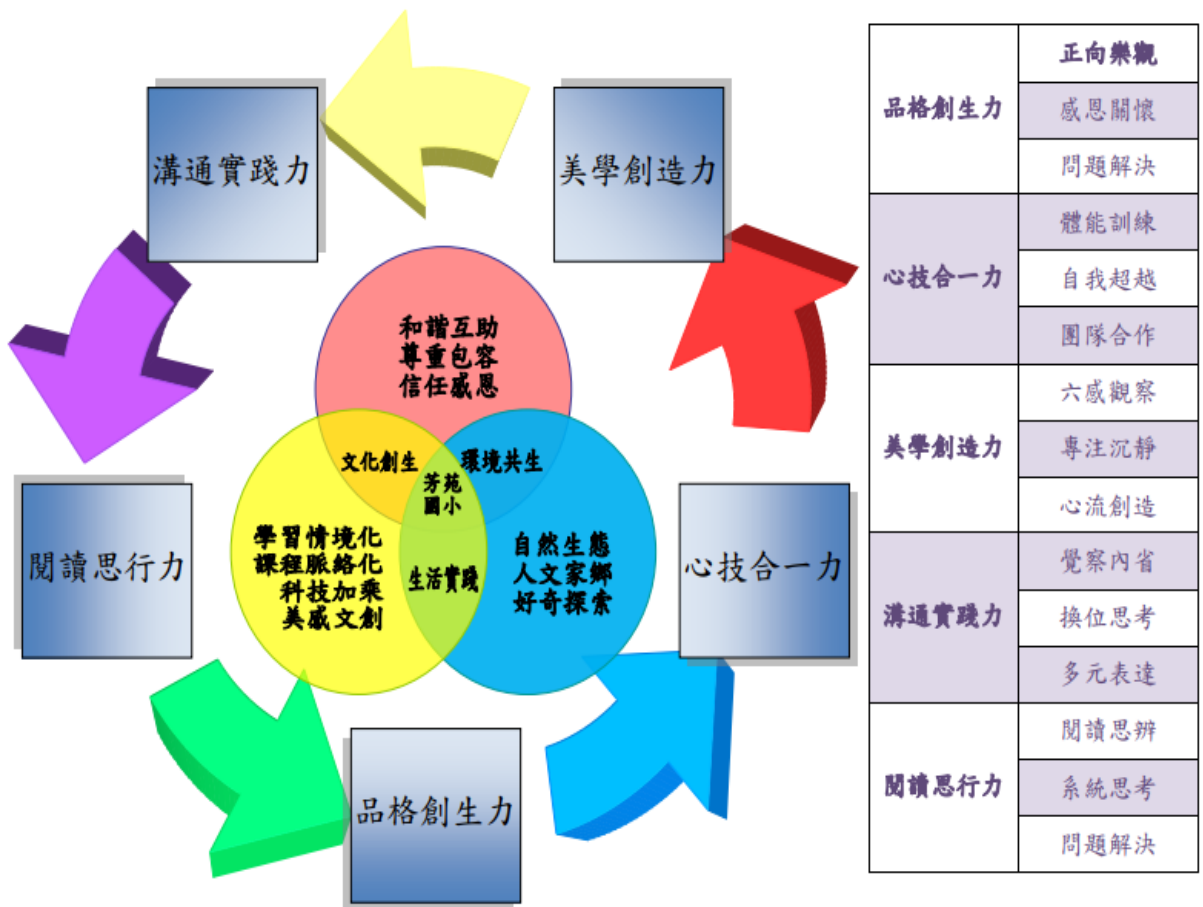 溝通實踐力
美學創造力
和諧互助
尊重包容
信任感恩
文化創生
環境共生
芳苑
國小
學習情境化
課程脈絡化
科技加乘
美感文創
生活實踐
自然生態
人文家鄉
好奇探索
閱讀思行力
心技合一力
品格創生力
品格創生力
正向樂觀
感恩關懷
問題解決
心技合一力
體能訓練
自我超越
團隊合作
美學創造力
六感觀察
專注沉靜
心流創造
溝通實踐力
覺察內省
換位思考
多元表達
閱讀思行力
閱讀思辨
系統思考
問題解決